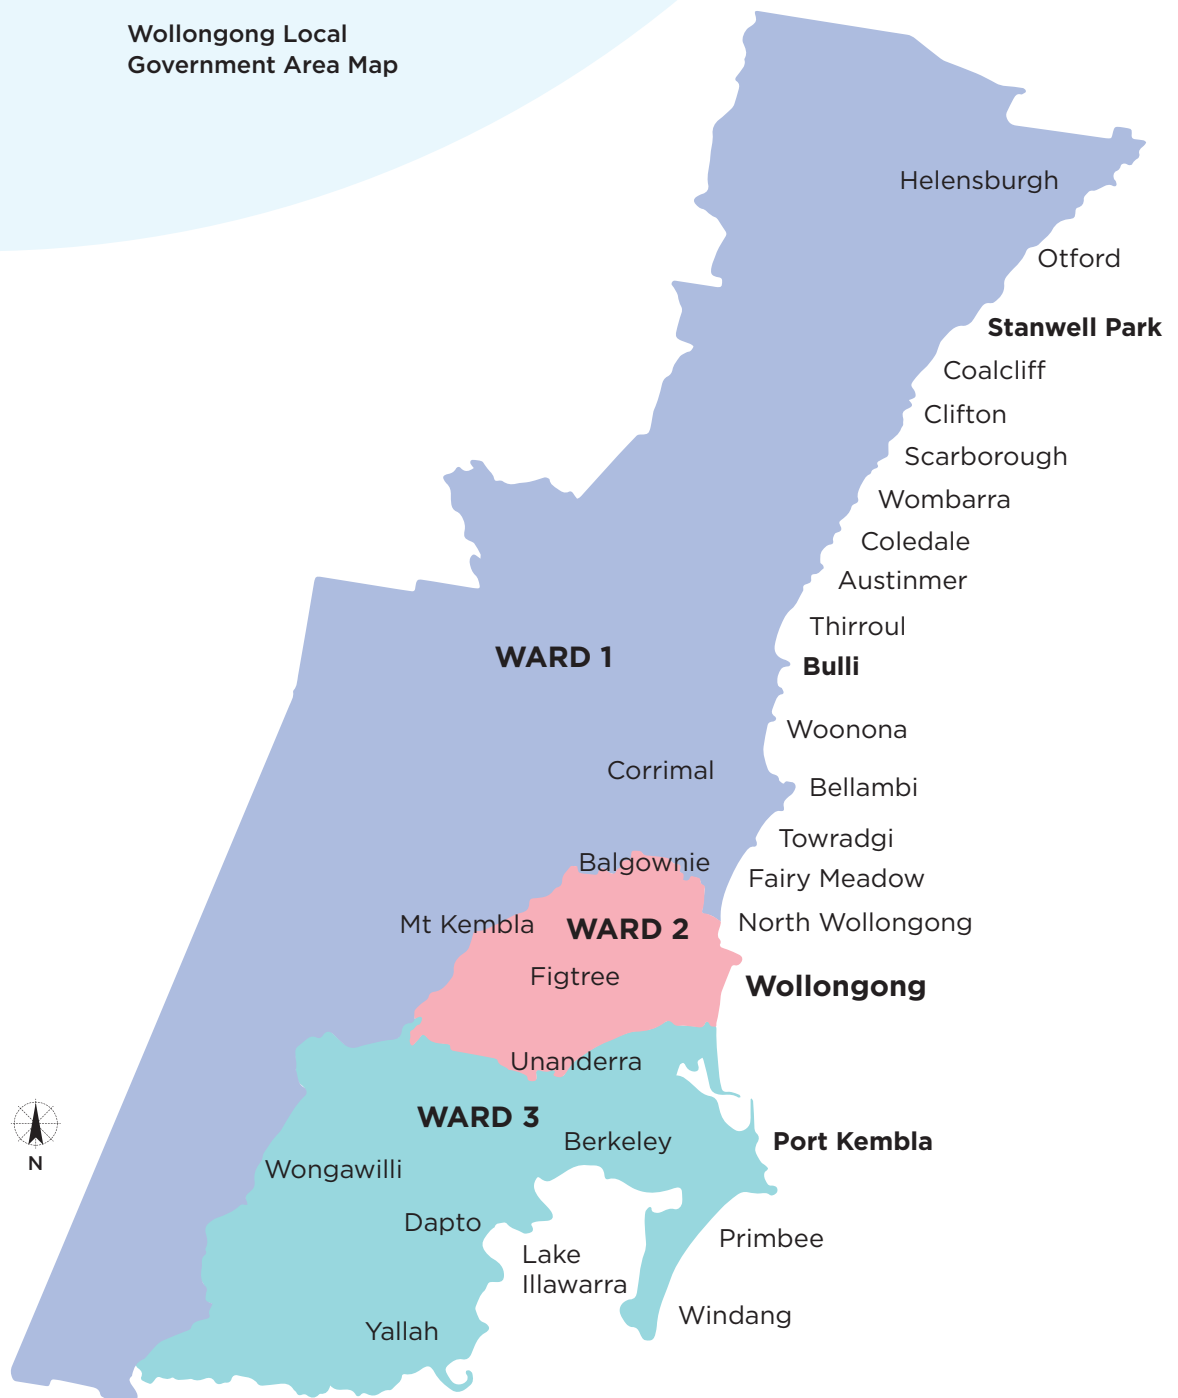 Wollongong Local
Government Area Map
Helensburgh
Otford
Stanwell Park
Coalcliff
Clifton
Scarborough
Wombarra
Coledale
Austinmer
Thirroul
WARD 1
Bulli
Woonona
Corrimal
Bellambi
Towradgi
Balgownie
Fairy Meadow
Mt Kembla
WARD 2
North Wollongong
Figtree
Wollongong
Unanderra
WARD 3
Berkeley
Port Kembla
N
Wongawilli
Dapto
Primbee
Lake
Illawarra
Windang
Yallah